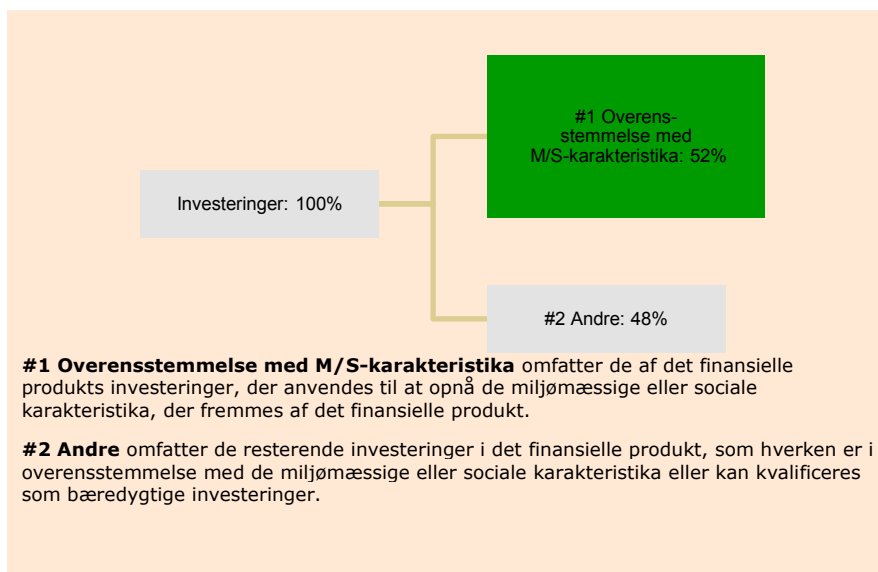 #1 Overens-
stemmelse med
M/S-karakteristika: 52%
Investeringer: 100%
#2 Andre: 48%
#1 Overensstemmelse med M/S-karakteristika omfatter de af det finansielle
produkts investeringer, der anvendes til at opnå de miljømæssige eller sociale
karakteristika, der fremmes af det finansielle produkt.
#2 Andre omfatter de resterende investeringer i det finansielle produkt, som hverken er i
overensstemmelse med de miljømæssige eller sociale karakteristika eller kan kvalificeres
som bæredygtige investeringer.